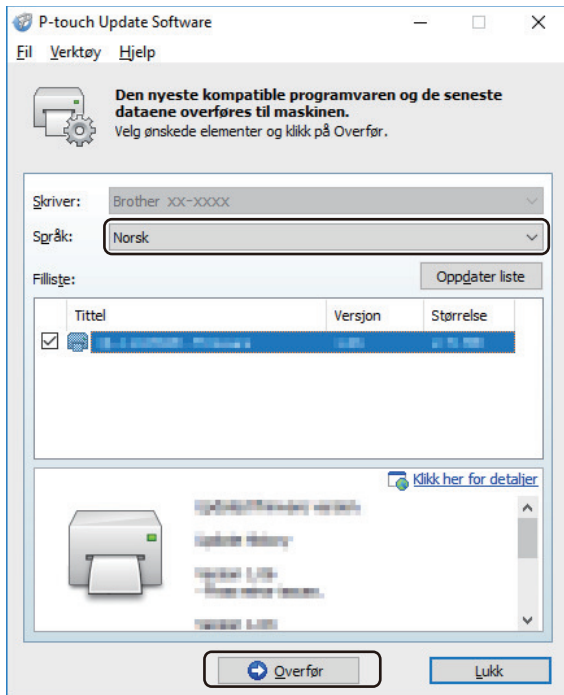 P-touch Update Software
Fil Verktøy Hjelp
Den nyeste kompatible programvaren og de seneste
dataene overføres til maskinen.
Velg ønskede elementer og klikk på Overfør.
Skriver: Brother XX-XXXX
Språk: Norsk
Filliste: Oppdater liste
Tittel Versjon Størrelse
Klikk her for detaljer
Overfør Lukk